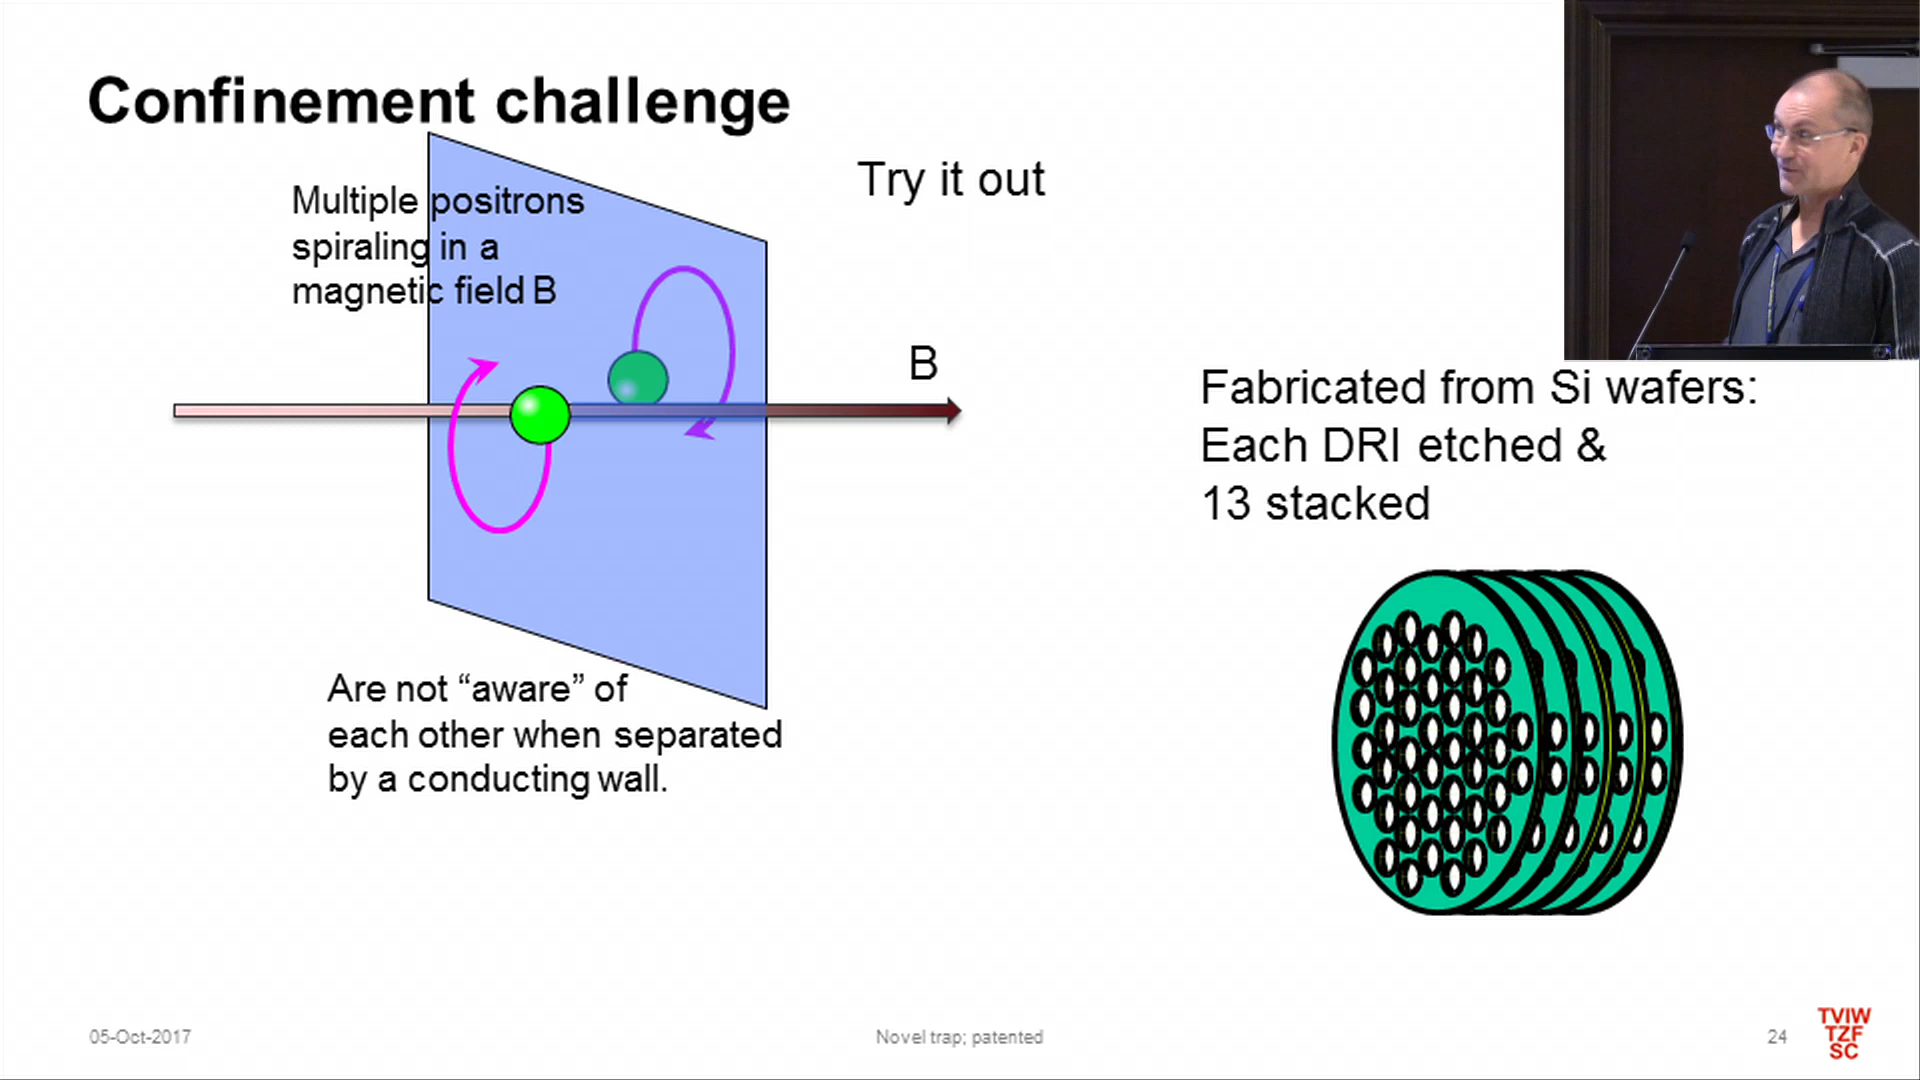 Confinement challenge
Multiple positrons
spiraling in a
magnetic field B
Try it out
B
Fabricated from Si wafers:
Each DRI etched &
13 stacked
Are not “aware” of
each other when separated
by a conducting wall.
05-Oct-2017
Novel trap; patented
24
TVIW
TZF
SC